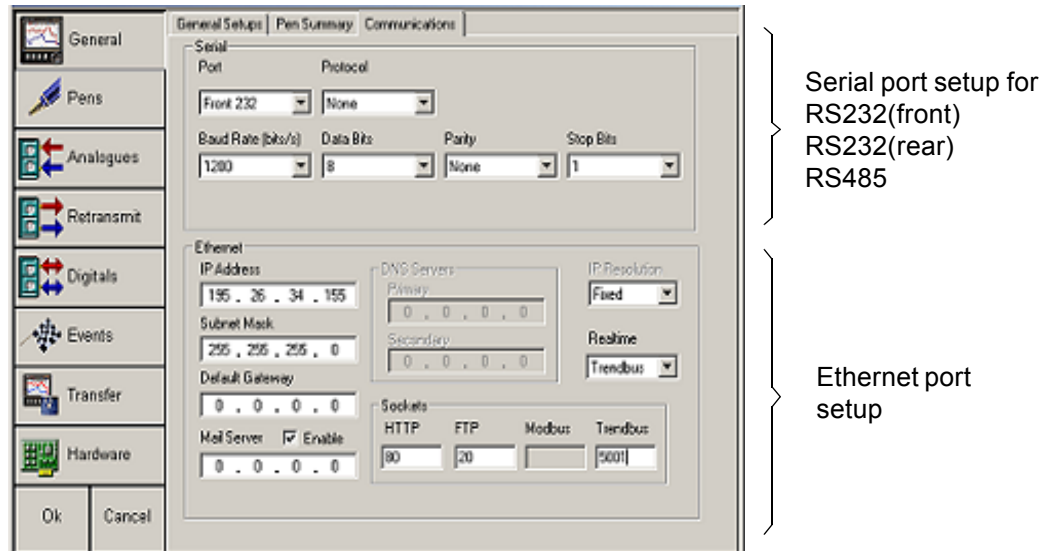 General
Pens
Analogues
Retransmit
Digitals
Events
Transfer
Hardware
Ok Cancel
General Setups Pen Summary Communications
Serial
Port Protocol
Front 232 None
Baud Rate (bits/s) Data Bits Parity Stop Bits
1200 8 None 1
Ethernet
IP Address
195 . 26 . 34 . 155
Subnet Mask
255 . 255 . 255 . 0
Default Gateway
0 . 0 . 0 . 0
Mail Server Enable
0 . 0 . 0 . 0
DNS Servers
Primary
0 . 0 . 0 . 0
Secondary
0 . 0 . 0 . 0
IP Resolution
Fixed
Realtime
Trendbus
Sockets
HTTP FTP Modbus Trendbus
80 20 5001
Serial port setup for
RS232(front)
RS232(rear)
RS485
Ethernet port
setup